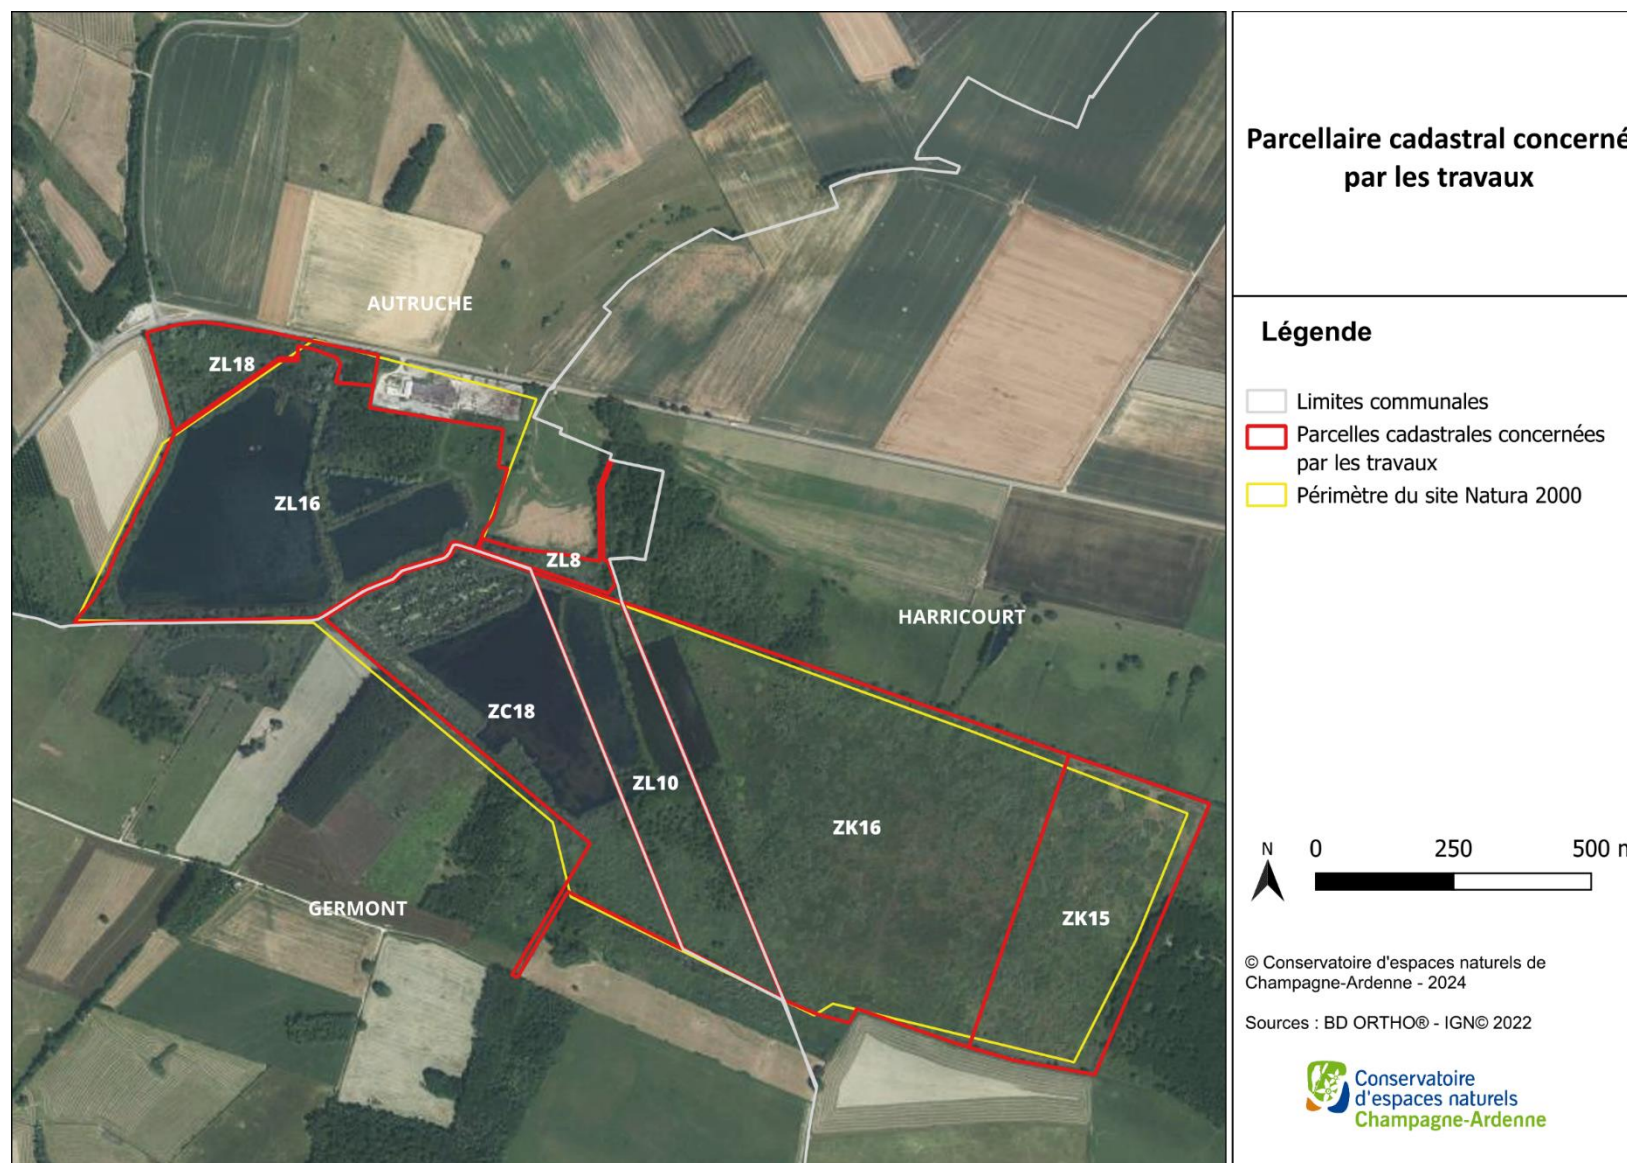 Parcellaire cadastral concerné
par les travaux
AUTRUCHE
ZL18
ZL16
ZL8
HARRICOURT
ZC18
ZL10
ZK16
ZK15
GERMONT
Légende
Limites communales
Parcelles cadastrales concernées
par les travaux
Périmètre du site Natura 2000
N 0 250 500 m
© Conservatoire d'espaces naturels de
Champagne-Ardenne - 2024
Sources : BD ORTHO® - IGN© 2022
Conservatoire
d'espaces naturels
Champagne-Ardenne